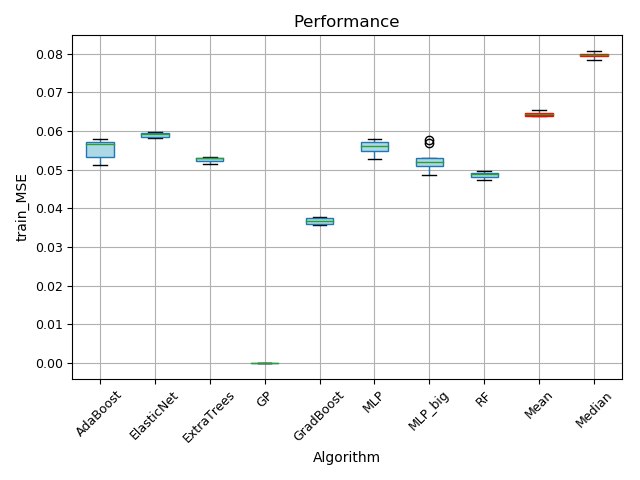 Performance
train_MSE
0.08
0.07
0.06
0.05
0.04
0.03
0.02
0.01
0.00
AdaBoost
ElasticNet
ExtraTrees
GP
GradBoost
MLP
MLP_big
RF
Mean
Median
Algorithm